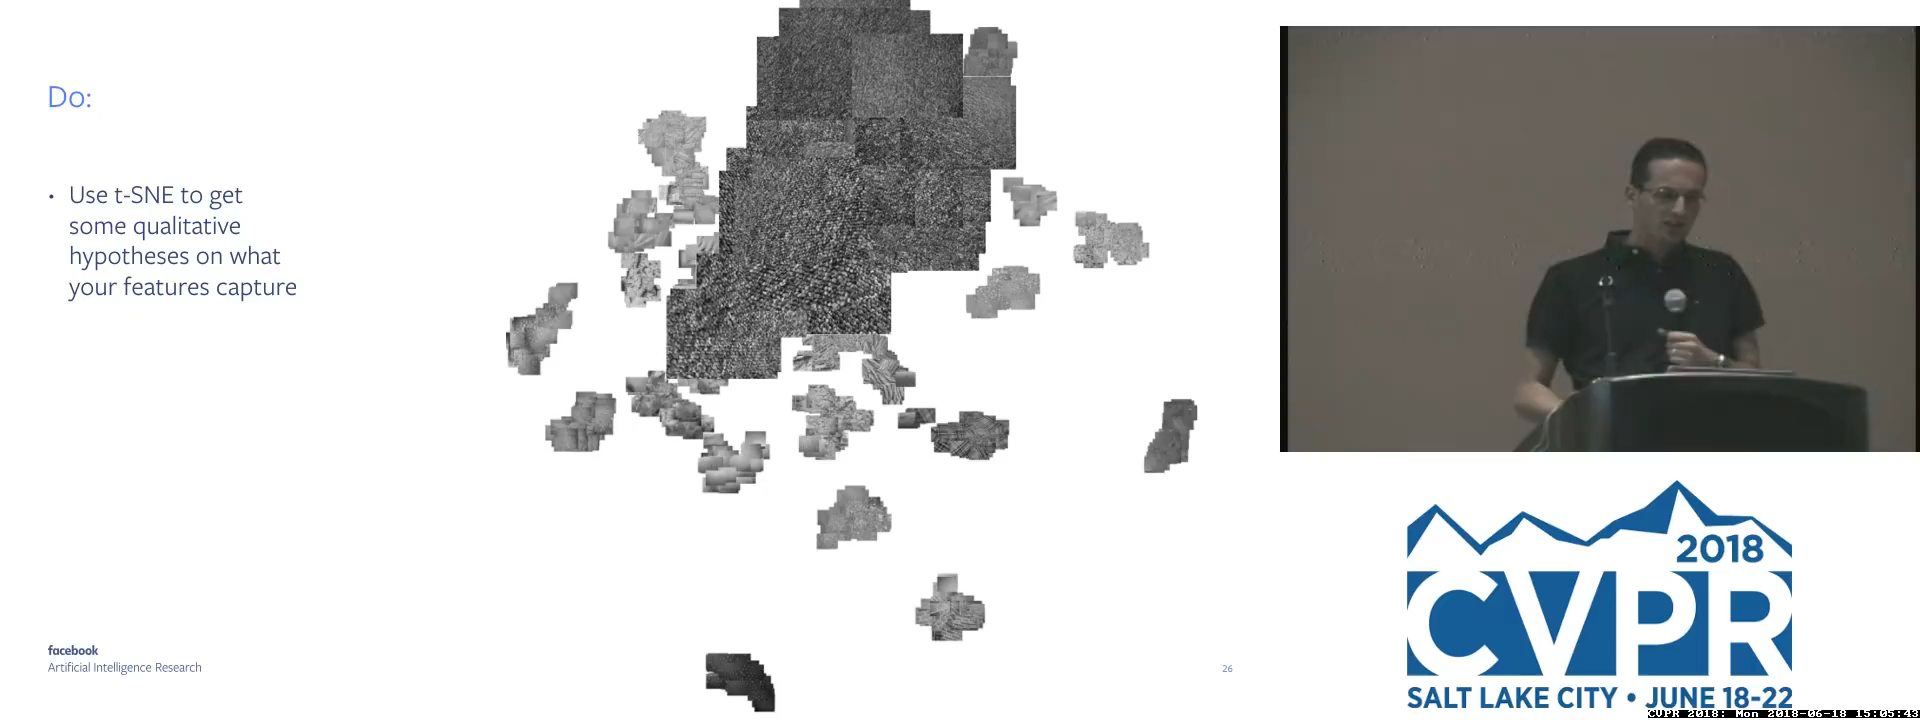 Do:
• Use t-SNE to get
some qualitative
hypotheses on what
your features capture
facebook
Artificial Intelligence Research
26
2018
CVPR
SALT LAKE CITY • JUNE 18-22
CVPR 2018: Mon 2018-06-18 15:05:43